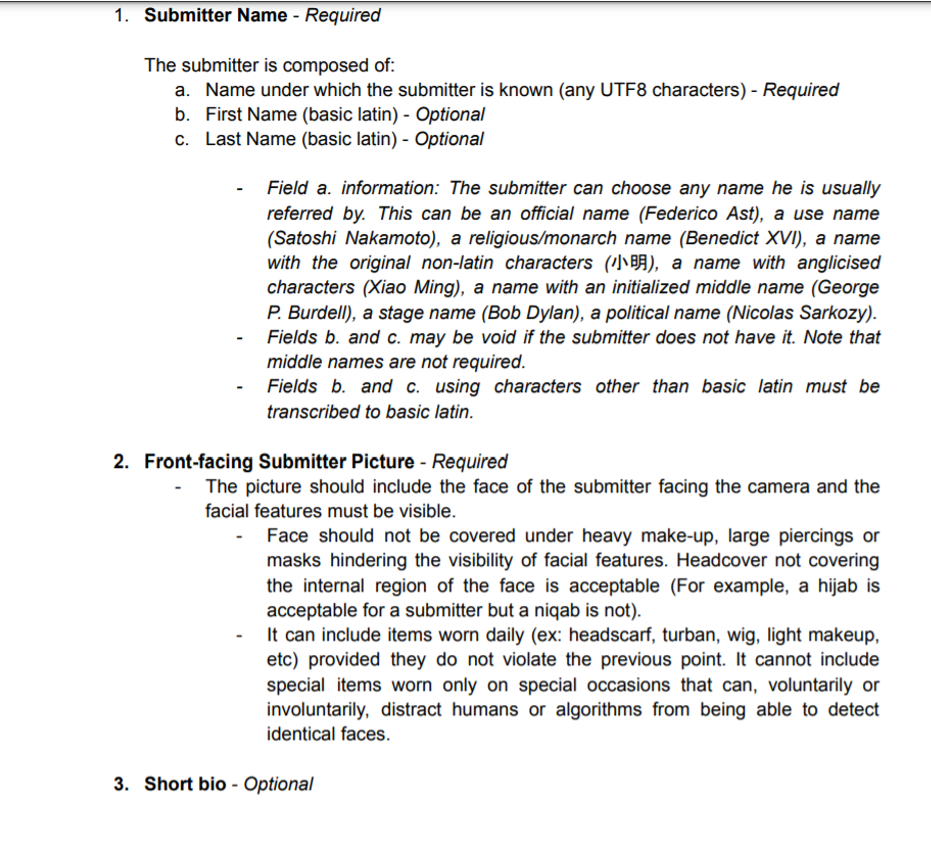 1. Submitter Name - Required
The submitter is composed of:
a. Name under which the submitter is known (any UTF8 characters) - Required
b. First Name (basic latin) - Optional
c. Last Name (basic latin) - Optional
- Field a. information: The submitter can choose any name he is usually
referred by. This can be an official name (Federico Ast), a use name
(Satoshi Nakamoto), a religious/monarch name (Benedict XVI), a name
with the original non-latin characters (小明), a name with anglicised
characters (Xiao Ming), a name with an initialized middle name (George
P. Burdell), a stage name (Bob Dylan), a political name (Nicolas Sarkozy).
- Fields b. and c. may be void if the submitter does not have it. Note that
middle names are not required.
- Fields b. and c. using characters other than basic latin must be
transcribed to basic latin.
2. Front-facing Submitter Picture - Required
- The picture should include the face of the submitter facing the camera and the
facial features must be visible.
- Face should not be covered under heavy make-up, large piercings or
masks hindering the visibility of facial features. Headcover not covering
the internal region of the face is acceptable (For example, a hijab is
acceptable for a submitter but a niqab is not).
- It can include items worn daily (ex: headscarf, turban, wig, light makeup,
etc) provided they do not violate the previous point. It cannot include
special items worn only on special occasions that can, voluntarily or
involuntarily, distract humans or algorithms from being able to detect
identical faces.
3. Short bio - Optional